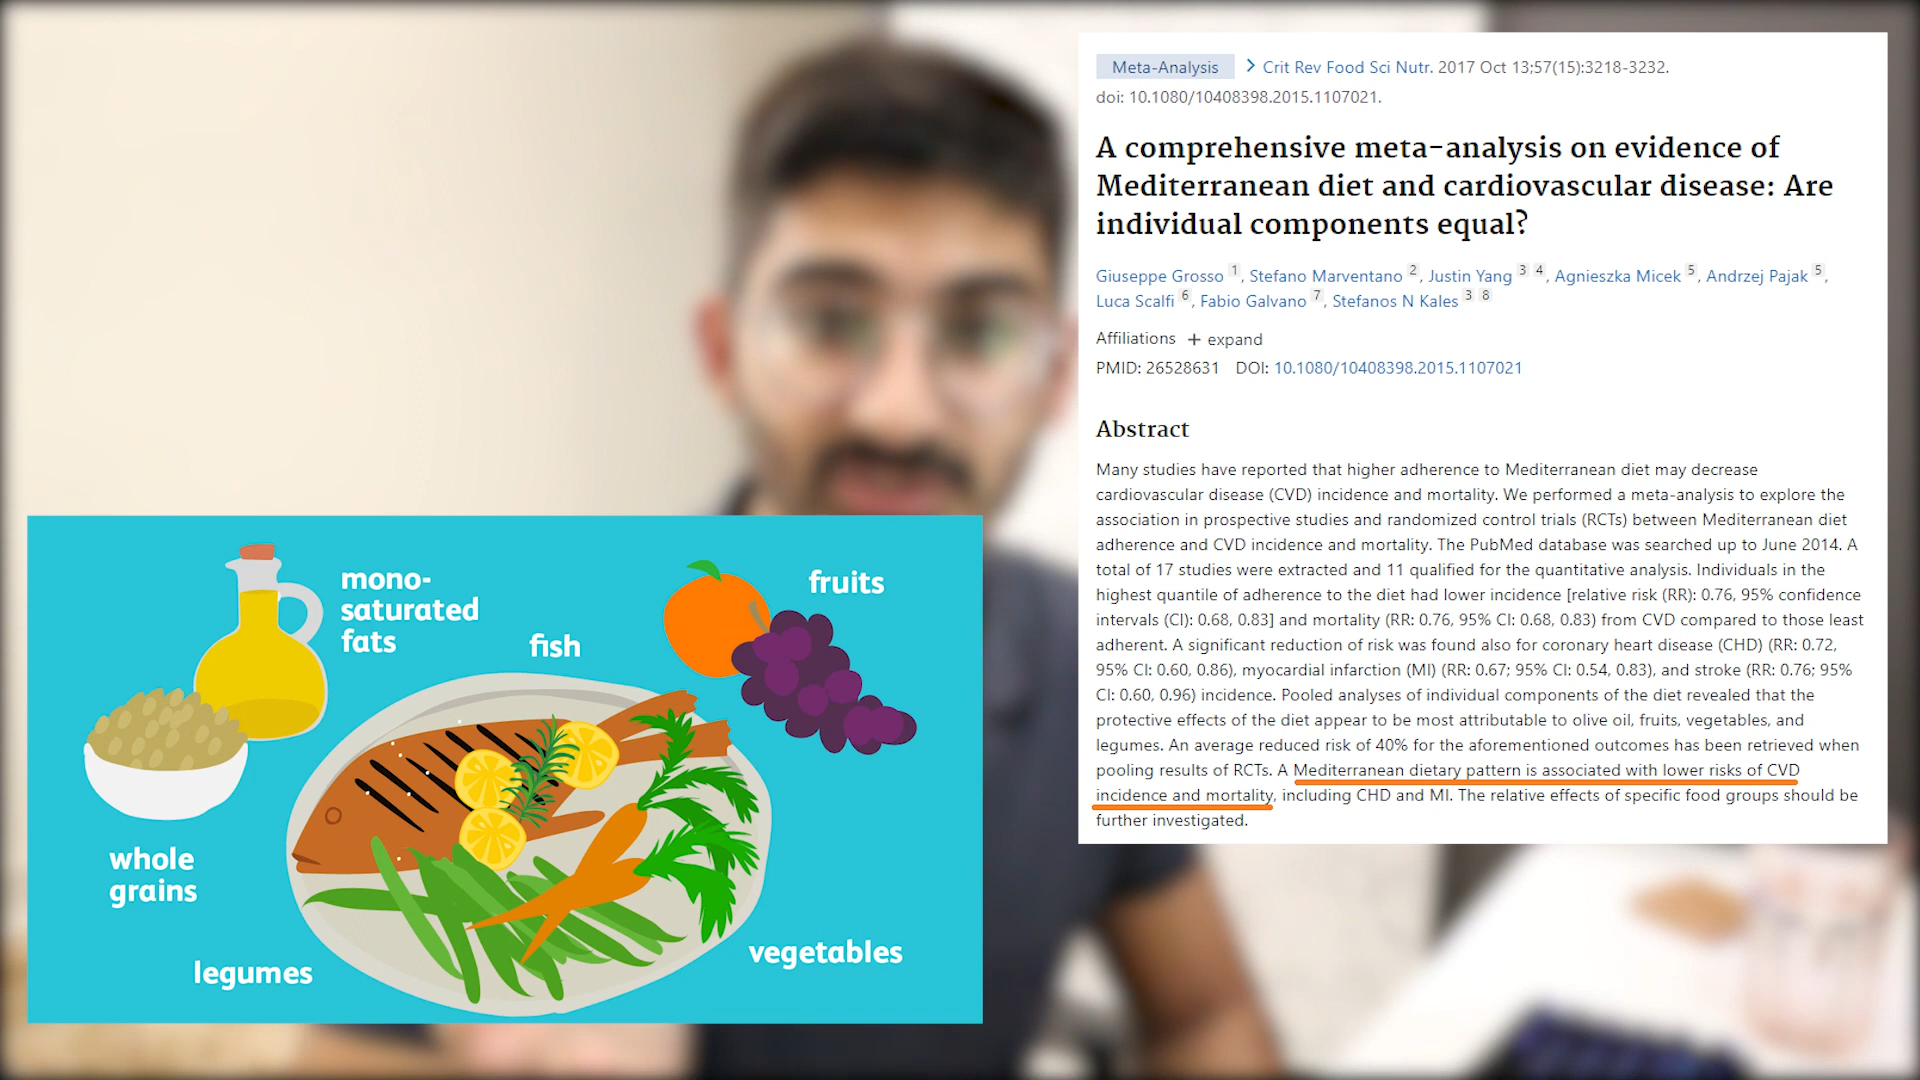 Meta-Analysis > Crit Rev Food Sci Nutr. 2017 Oct 13;57(15):3218-3232.
doi: 10.1080/10408398.2015.1107021.
A comprehensive meta-analysis on evidence of
Mediterranean diet and cardiovascular disease: Are
individual components equal?
Giuseppe Grosso 1, Stefano Marventano 2, Justin Yang 3 4, Agnieszka Micek 5, Andrzej Pajak 5,
Luca Scalfi 6, Fabio Galvano 7, Stefanos N Kales 3 8
Affiliations + expand
PMID: 26528631 DOI: 10.1080/10408398.2015.1107021
Abstract
Many studies have reported that higher adherence to Mediterranean diet may decrease
cardiovascular disease (CVD) incidence and mortality. We performed a meta-analysis to explore the
association in prospective studies and randomized control trials (RCTs) between Mediterranean diet
adherence and CVD incidence and mortality. The PubMed database was searched up to June 2014. A
total of 17 studies were extracted and 11 qualified for the quantitative analysis. Individuals in the
highest quantile of adherence to the diet had lower incidence [relative risk (RR): 0.76, 95% confidence
intervals (CI): 0.68, 0.83] and mortality (RR: 0.76, 95% CI: 0.68, 0.83) from CVD compared to those least
adherent. A significant reduction of risk was found also for coronary heart disease (CHD) (RR: 0.72,
95% CI: 0.60, 0.86), myocardial infarction (MI) (RR: 0.67; 95% CI: 0.54, 0.83), and stroke (RR: 0.76; 95%
CI: 0.60, 0.96) incidence. Pooled analyses of individual components of the diet revealed that the
protective effects of the diet appear to be most attributable to olive oil, fruits, vegetables, and
legumes. An average reduced risk of 40% for the aforementioned outcomes has been retrieved when
pooling results of RCTs. A Mediterranean dietary pattern is associated with lower risks of CVD
incidence and mortality, including CHD and MI. The relative effects of specific food groups should be
further investigated.
mono-
saturated
fats
fish
fruits
whole
grains
legumes
vegetables